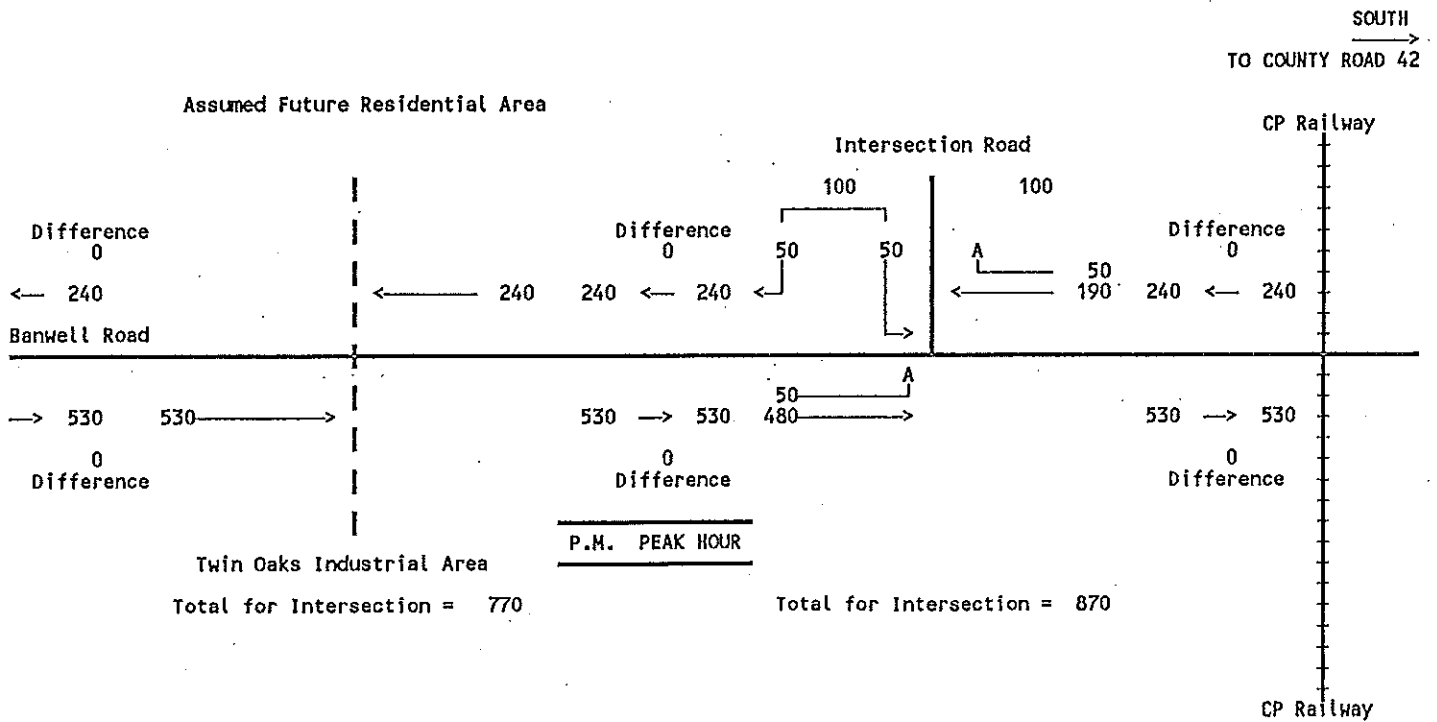 SOUTH
TO COUNTY ROAD 42
Assumed Future Residential Area
CP Railway
Intersection Road
100 100
Difference Difference Difference
0 0 50 50 A 0
50
<— 240 <— 240 240 <— 240 <— 190 240 <— 240
Banwell Road
A
50
—> 530 530 —> 530 —> 530 480 —> 530 —> 530
0 0 0
Difference Difference Difference
P.M. PEAK HOUR
Twin Oaks Industrial Area
Total for Intersection = 770 Total for Intersection = 870
CP Railway